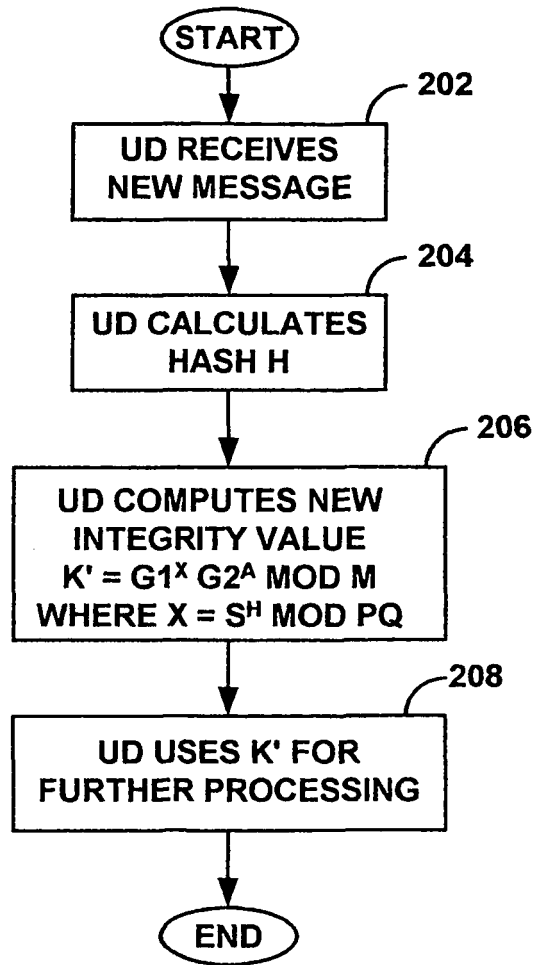 START
202
UD RECEIVES
NEW MESSAGE
204
UD CALCULATES
HASH H
206
UD COMPUTES NEW
INTEGRITY VALUE
K' = G1^X G2^A MOD M
WHERE X = S^H MOD PQ
208
UD USES K' FOR
FURTHER PROCESSING
END